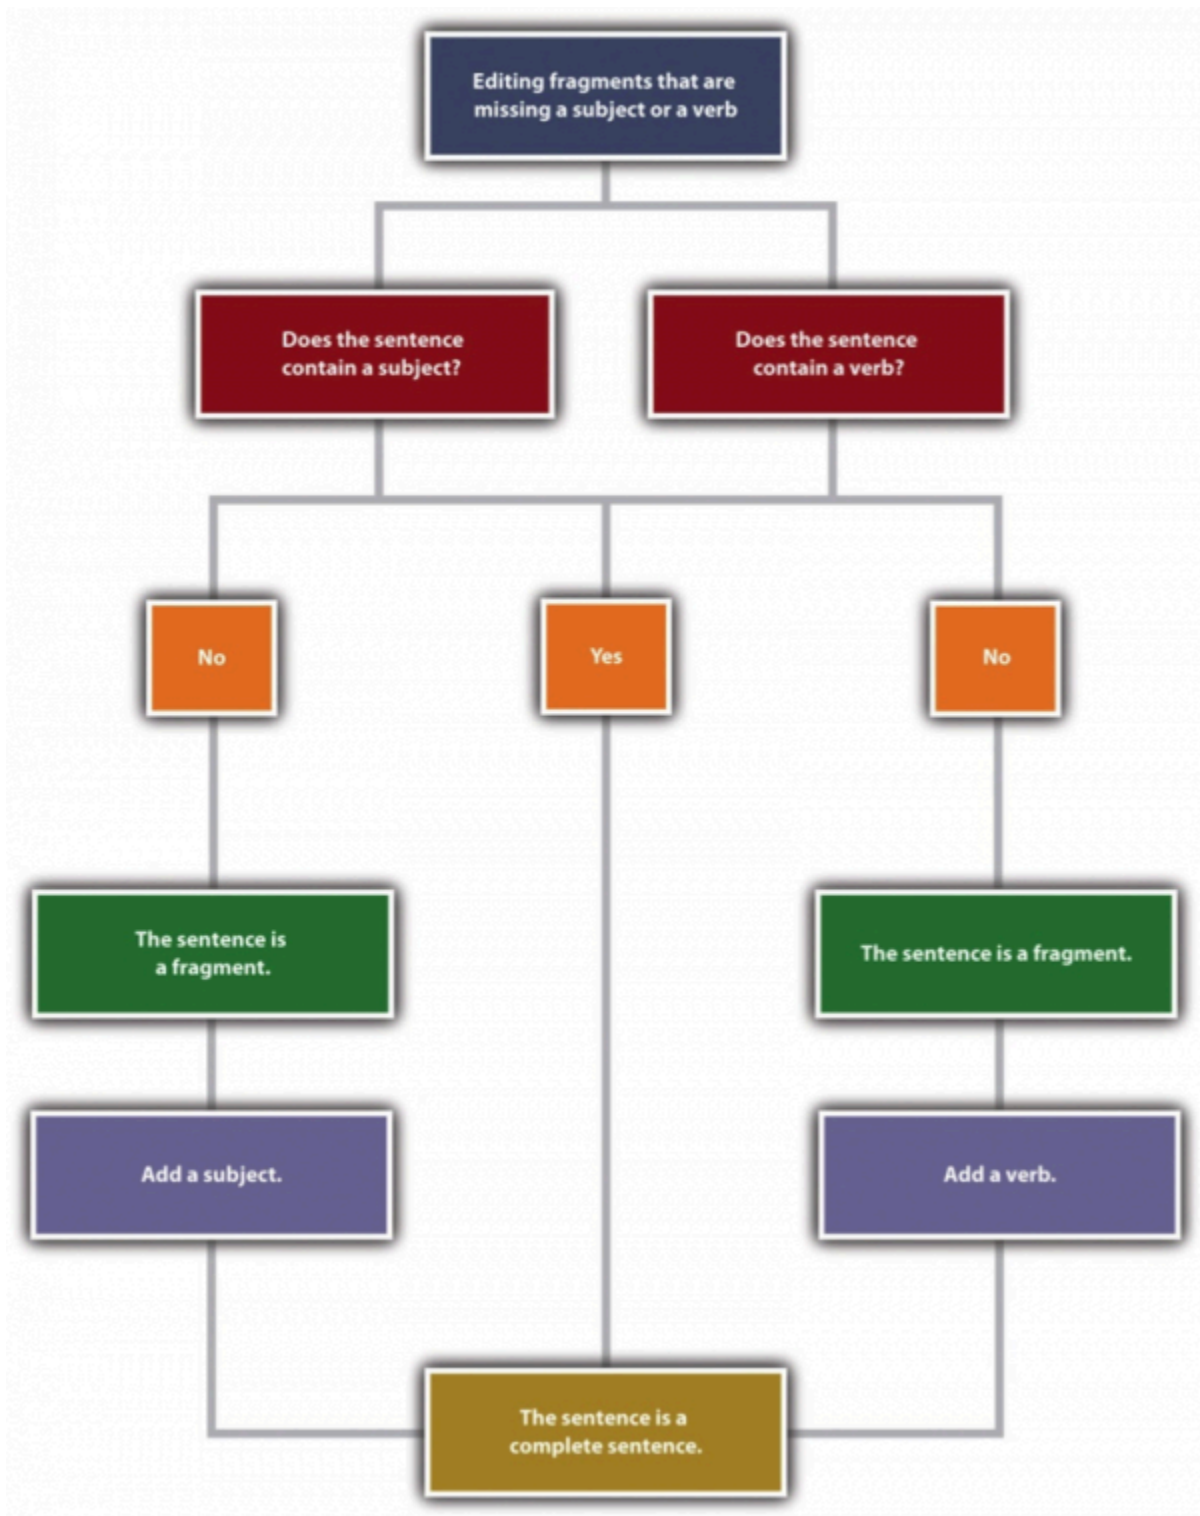 Editing fragments that are
missing a subject or a verb
Does the sentence
contain a subject?
Does the sentence
contain a verb?
No
Yes
No
The sentence is
a fragment.
The sentence is a fragment.
Add a subject.
Add a verb.
The sentence is a
complete sentence.